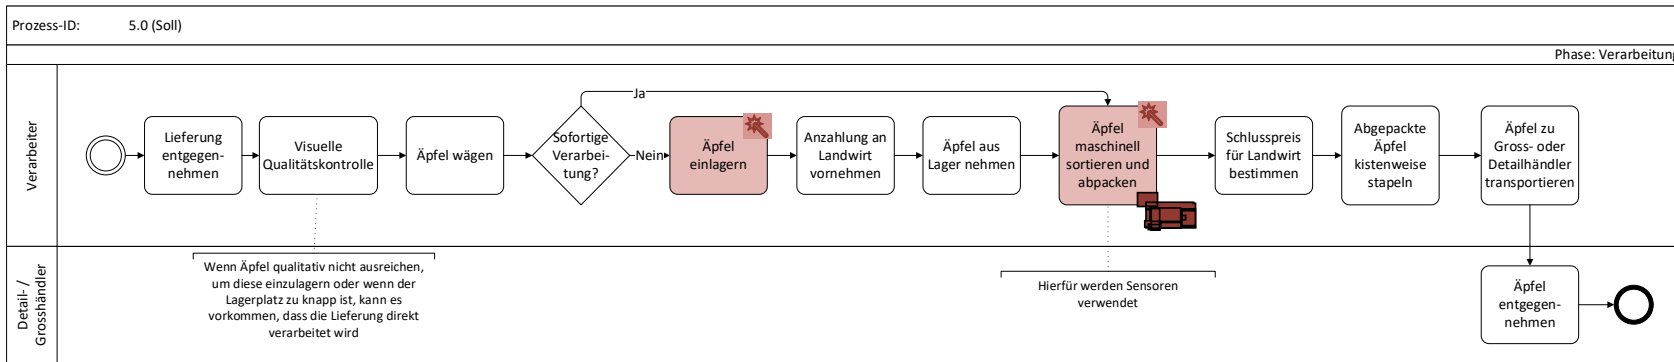 Prozess-ID: 5.0 (Soll)
Phase: Verarbeitung
Verarbeiter
Lieferung
entgegen-
nehmen
Visuelle
Qualitätskontrolle
Äpfel wägen
Sofortige
Verarbei-
tung?
Ja
Nein
Äpfel
einlagern
Anzahlung an
Landwirt
vornehmen
Äpfel aus
Lager nehmen
Äpfel
maschinell
sortieren und
abpacken
Schlusspreis
für Landwirt
bestimmen
Abgepackte
Äpfel
kistenweise
stapeln
Äpfel zu
Gross- oder
Detailhändler
transportieren
Detail- /
Grosshändler
Wenn Äpfel qualitativ nicht ausreichen,
um diese einzulagern oder wenn der
Lagerplatz zu knapp ist, kann es
vorkommen, dass die Lieferung direkt
verarbeitet wird
Hierfür werden Sensoren
verwendet
Äpfel
entgegen-
nehmen